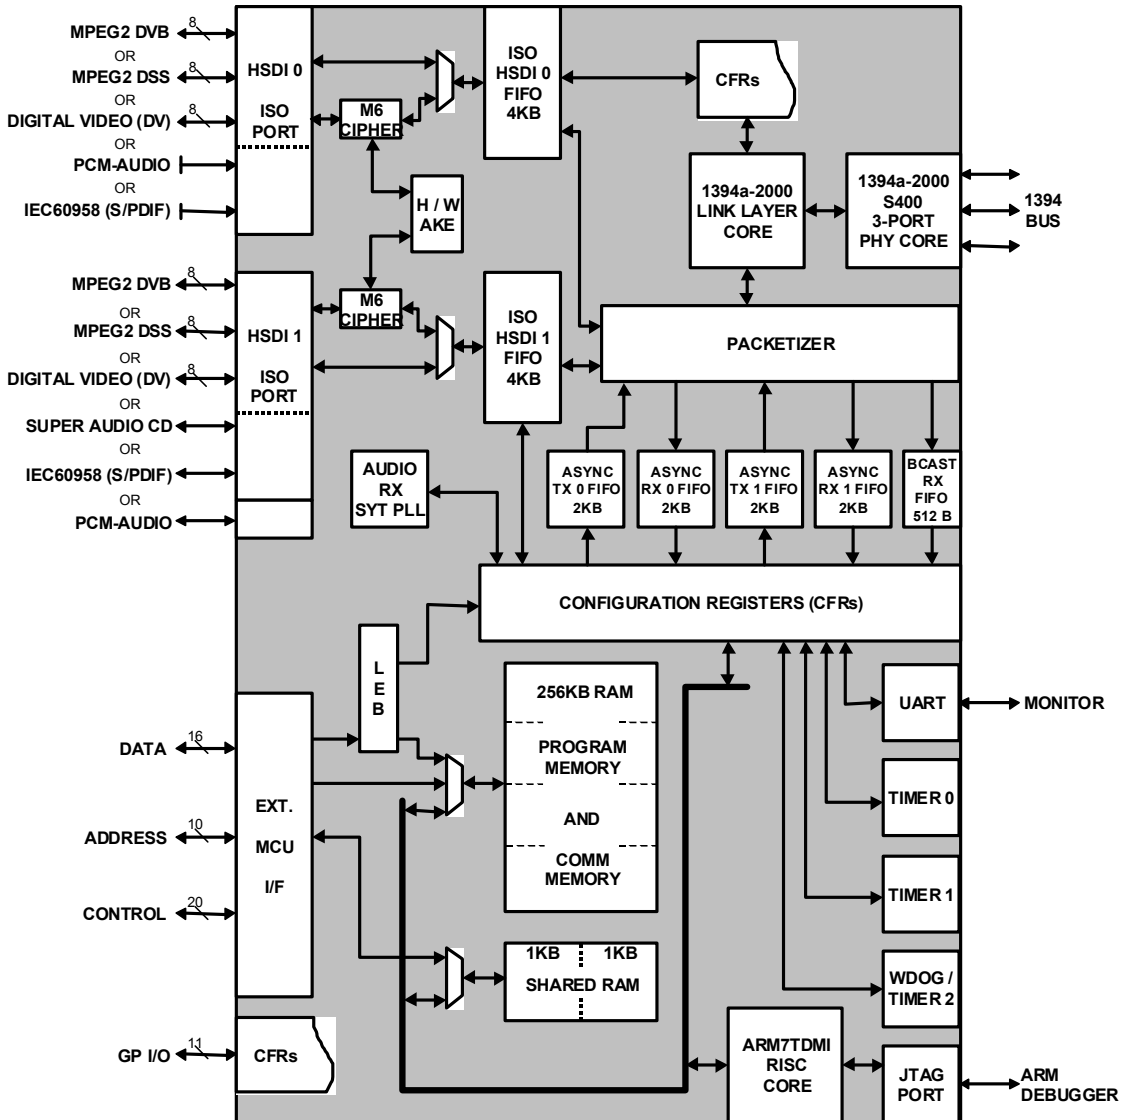 MPEG2 DVB
8
OR
MPEG2 DSS
8
OR
DIGITAL VIDEO (DV)
8
OR
PCM-AUDIO
OR
IEC60958 (S/PDIF)
HSDI 0
ISO
PORT
M6
CIPHER
H / W
AKE
ISO
HSDI 0
FIFO
4KB
CFRs
1394a-2000
LINK LAYER
CORE
1394a-2000
S400
3-PORT
PHY CORE
1394
BUS
MPEG2 DVB
8
OR
MPEG2 DSS
8
OR
DIGITAL VIDEO (DV)
8
OR
SUPER AUDIO CD
OR
IEC60958 (S/PDIF)
OR
PCM-AUDIO
HSDI 1
ISO
PORT
M6
CIPHER
ISO
HSDI 1
FIFO
4KB
PACKETIZER
AUDIO
RX
SYT PLL
ASYNC
TX 0 FIFO
2KB
ASYNC
RX 0 FIFO
2KB
ASYNC
TX 1 FIFO
2KB
ASYNC
RX 1 FIFO
2KB
BCAST
RX
FIFO
512 B
CONFIGURATION REGISTERS (CFRs)
L
E
B
256KB RAM
PROGRAM
MEMORY
AND
COMM
MEMORY
UART
MONITOR
TIMER 0
TIMER 1
WDOG /
TIMER 2
DATA
16
ADDRESS
10
CONTROL
20
EXT.
MCU
I/F
1KB
1KB
SHARED RAM
GP I/O
11
CFRs
ARM7TDMI
RISC
CORE
JTAG
PORT
ARM
DEBUGGER